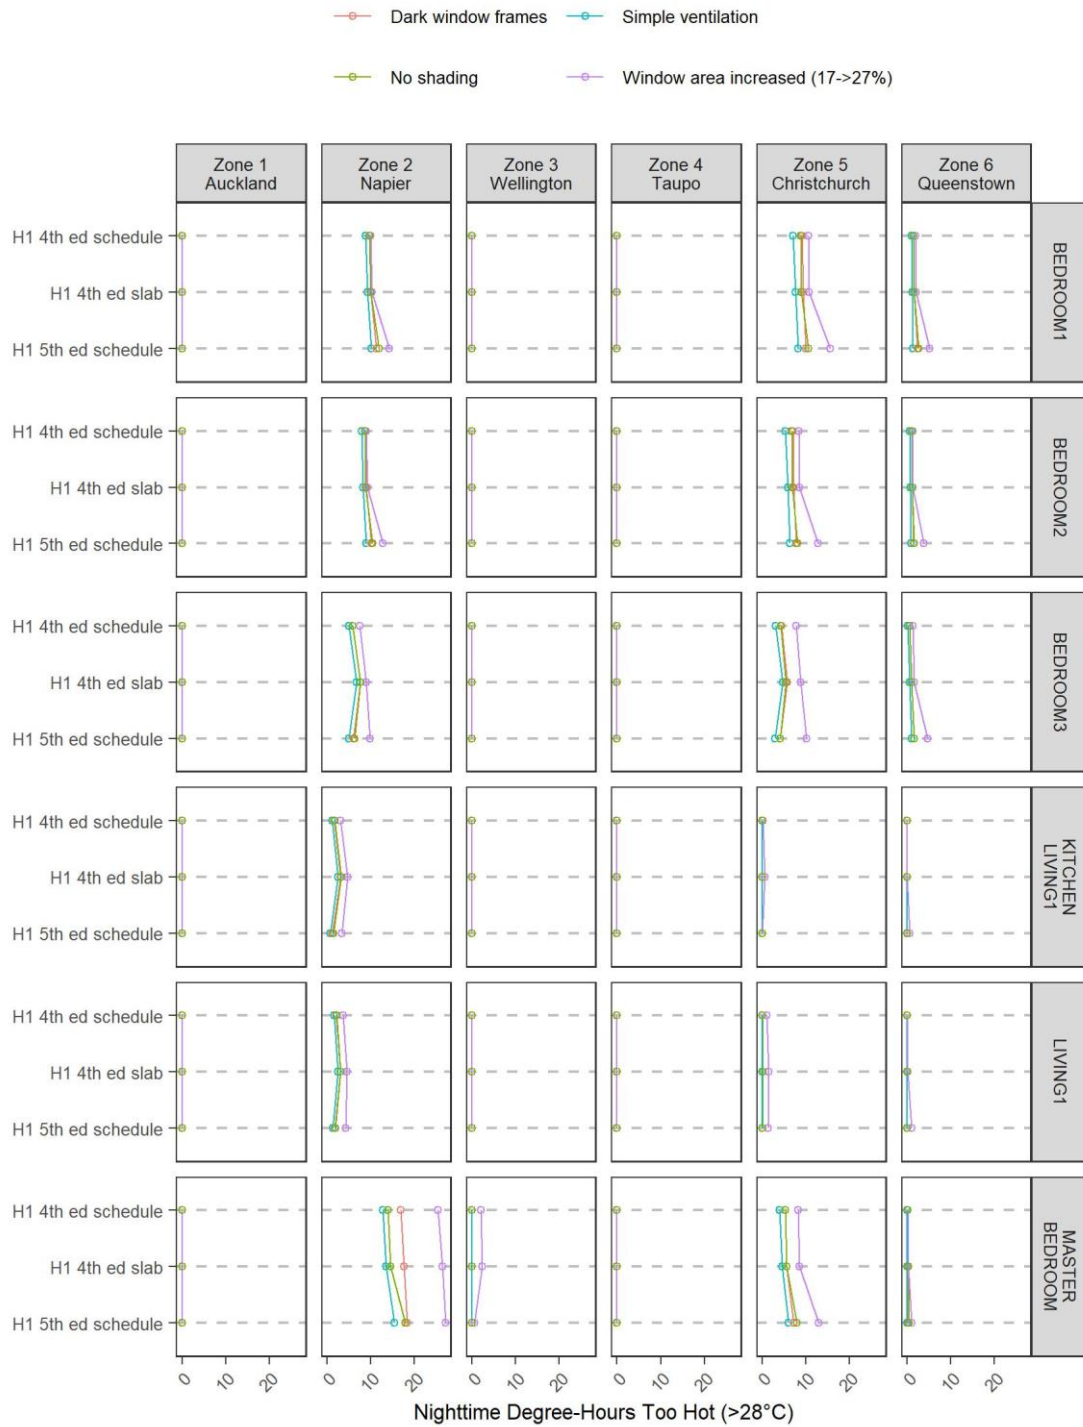 Dark window frames
Simple ventilation
No shading
Window area increased (17->27%)
Zone 1
Auckland
Zone 2
Napier
Zone 3
Wellington
Zone 4
Taupo
Zone 5
Christchurch
Zone 6
Queenstown
H1 4th ed schedule
H1 4th ed slab
H1 5th ed schedule
BEDROOM1
H1 4th ed schedule
H1 4th ed slab
H1 5th ed schedule
BEDROOM2
H1 4th ed schedule
H1 4th ed slab
H1 5th ed schedule
BEDROOM3
H1 4th ed schedule
H1 4th ed slab
H1 5th ed schedule
KITCHEN
LIVING1
H1 4th ed schedule
H1 4th ed slab
H1 5th ed schedule
LIVING1
H1 4th ed schedule
H1 4th ed slab
H1 5th ed schedule
MASTER
BEDROOM
0 10 20 0 10 20 0 10 20 0 10 20 0 10 20 0 10 20
Nighttime Degree-Hours Too Hot (>28°C)